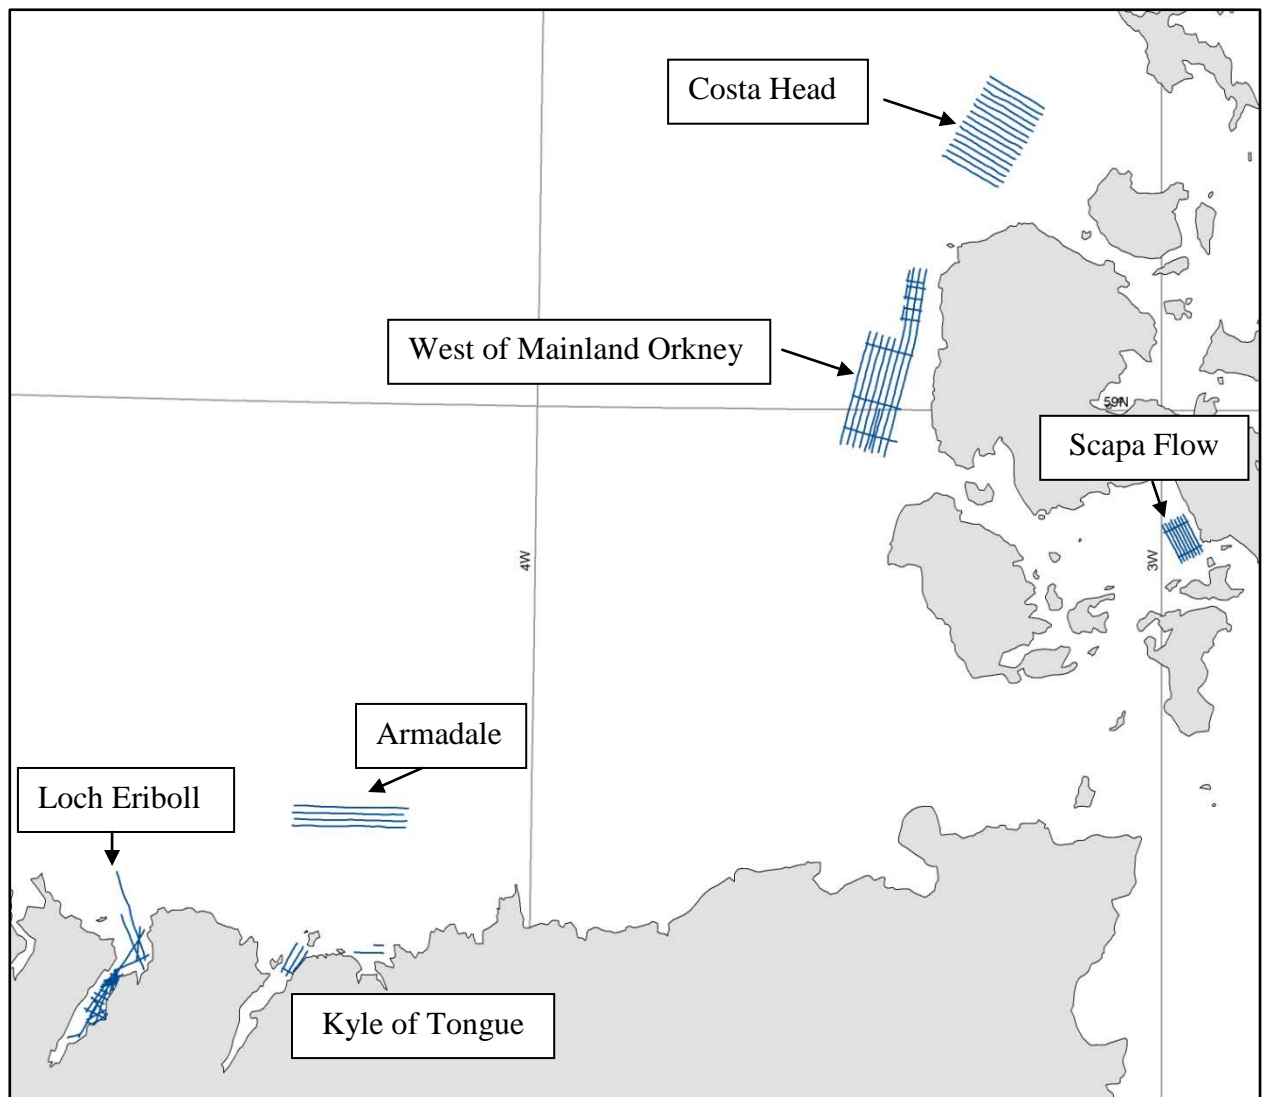 Costa Head
West of Mainland Orkney
59N
Scapa Flow
4W
3W
Armadale
Loch Eriboll
Kyle of Tongue